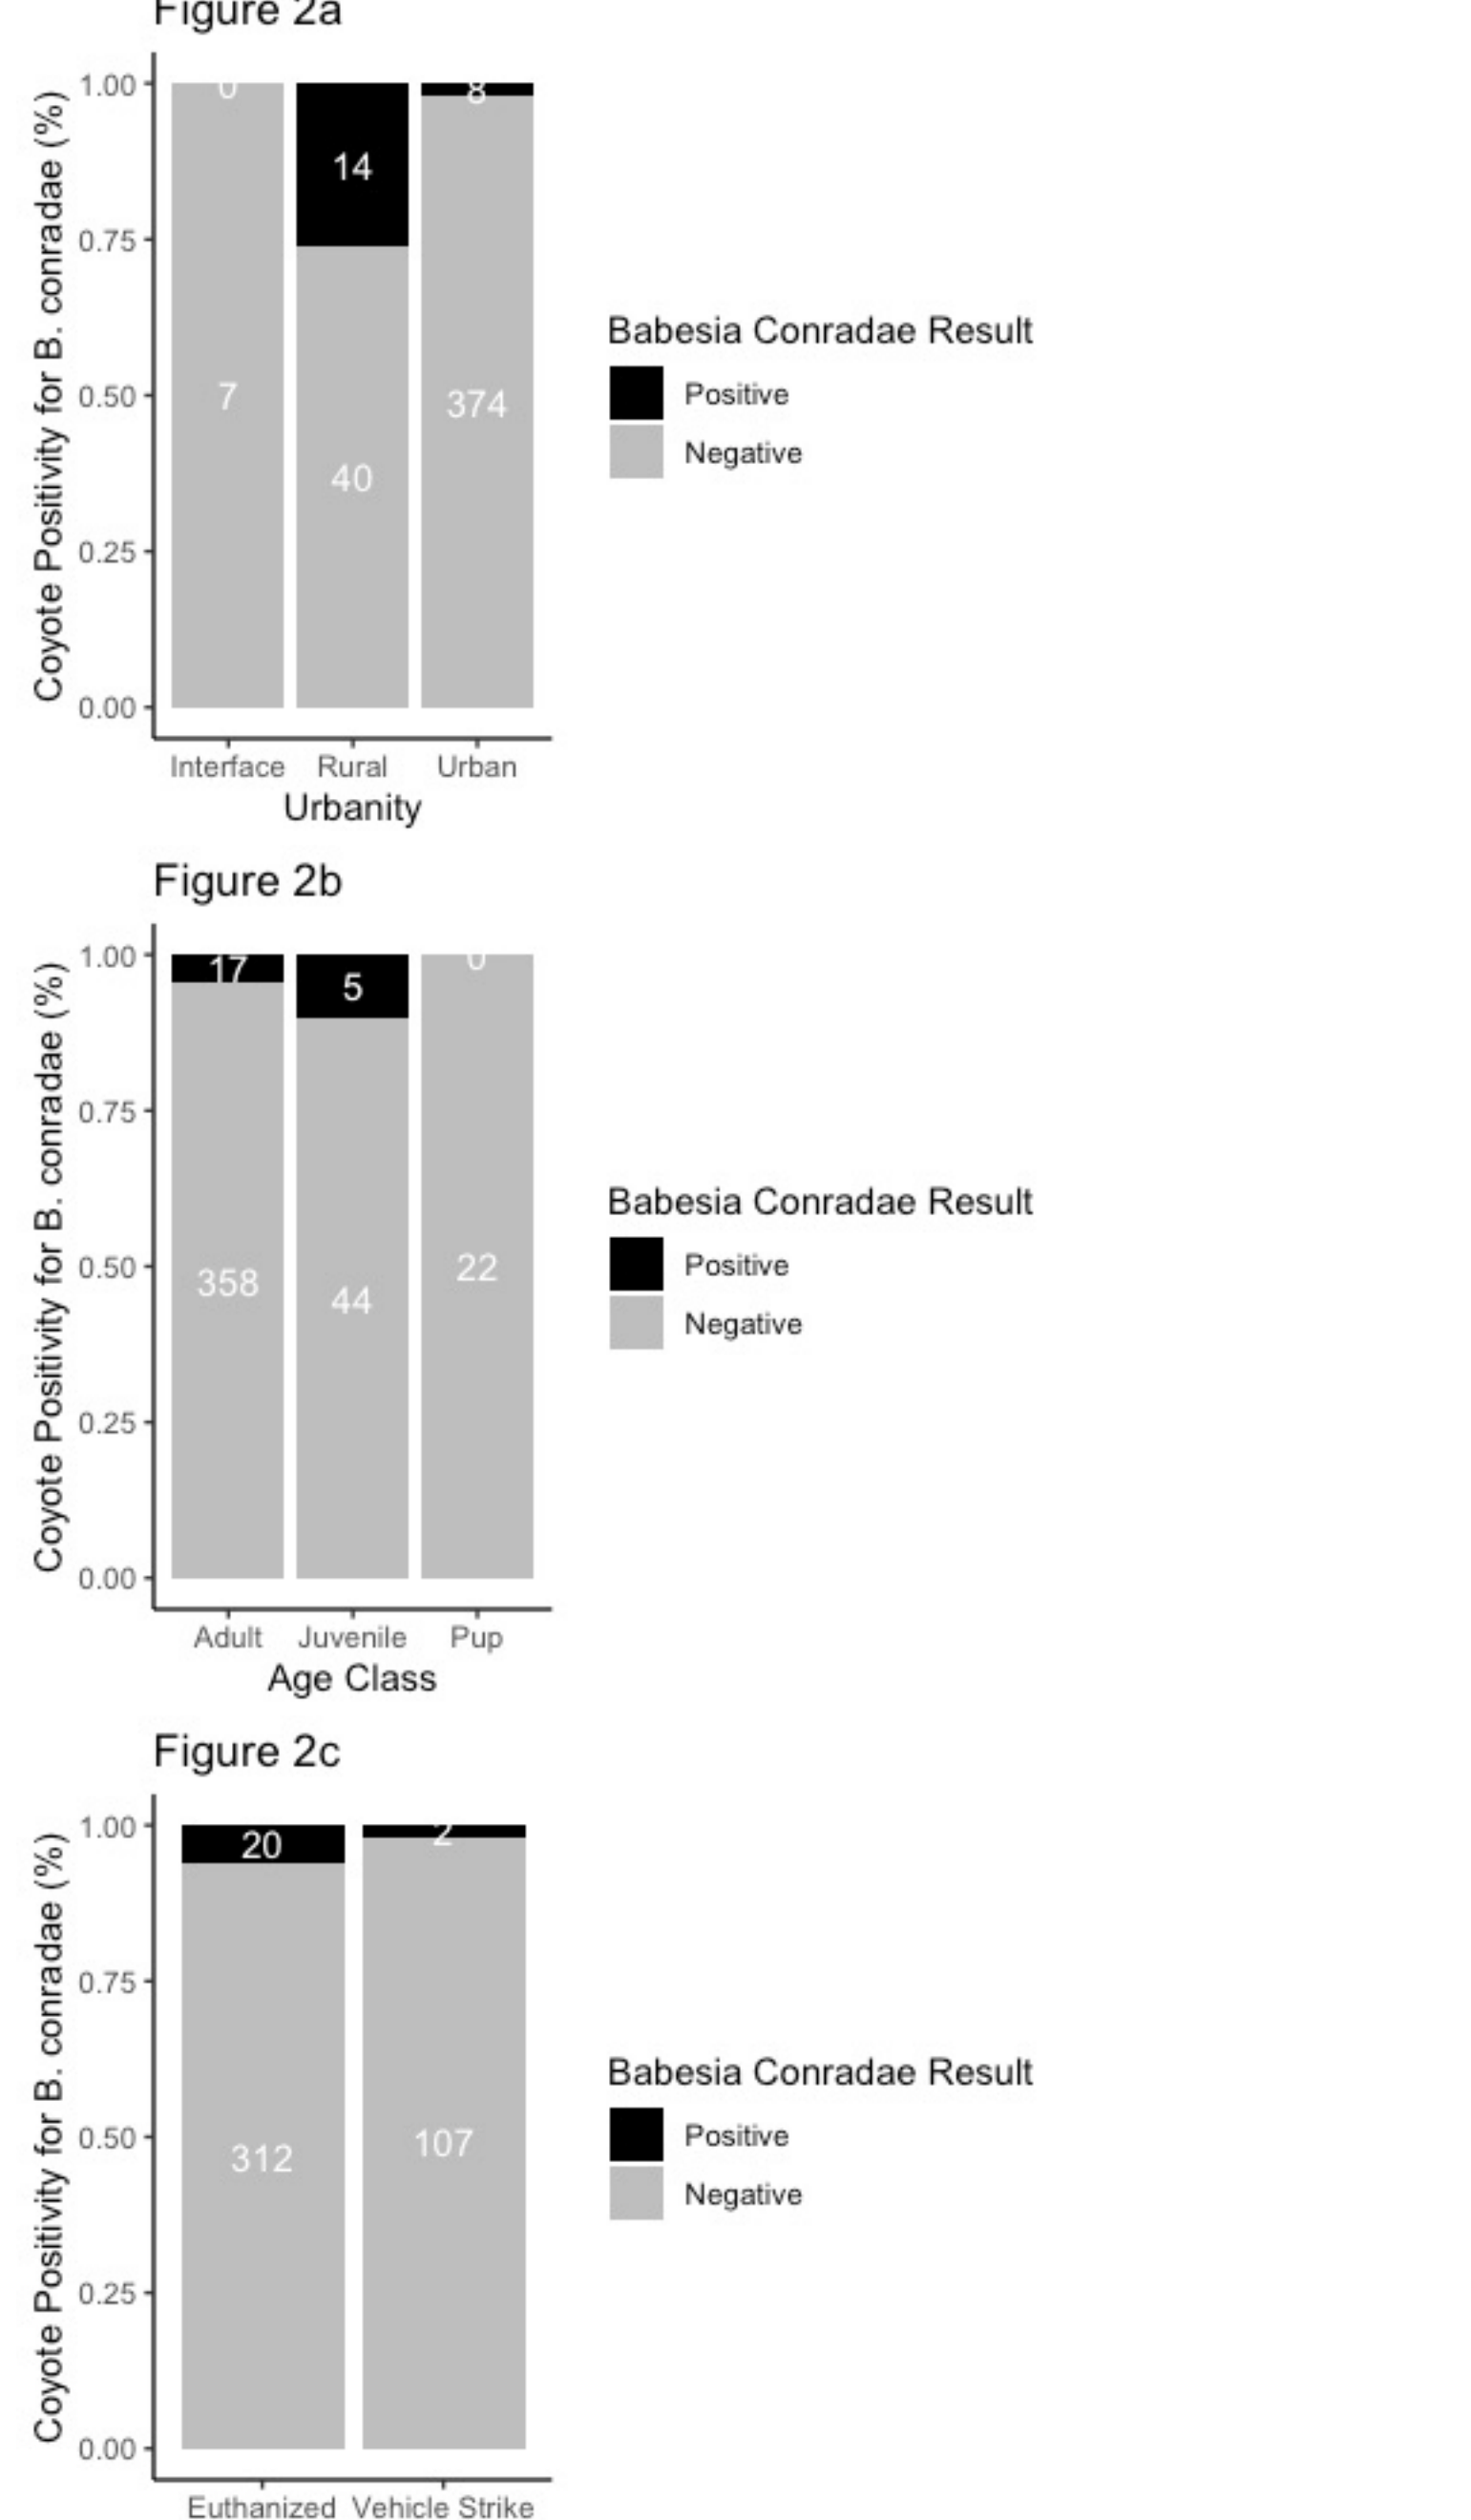 Figure 2a
Coyote Positivity for B. conradae (%)
1.00
0.75
0.50
0.25
0.00
0
14
8
7
40
374
Interface Rural Urban
Urbanity
Babesia Conradae Result
Positive
Negative
Figure 2b
Coyote Positivity for B. conradae (%)
1.00
0.75
0.50
0.25
0.00
17
5
0
358
44
22
Adult Juvenile Pup
Age Class
Babesia Conradae Result
Positive
Negative
Figure 2c
Coyote Positivity for B. conradae (%)
1.00
0.75
0.50
0.25
0.00
20
2
312
107
Euthanized Vehicle Strike
Babesia Conradae Result
Positive
Negative